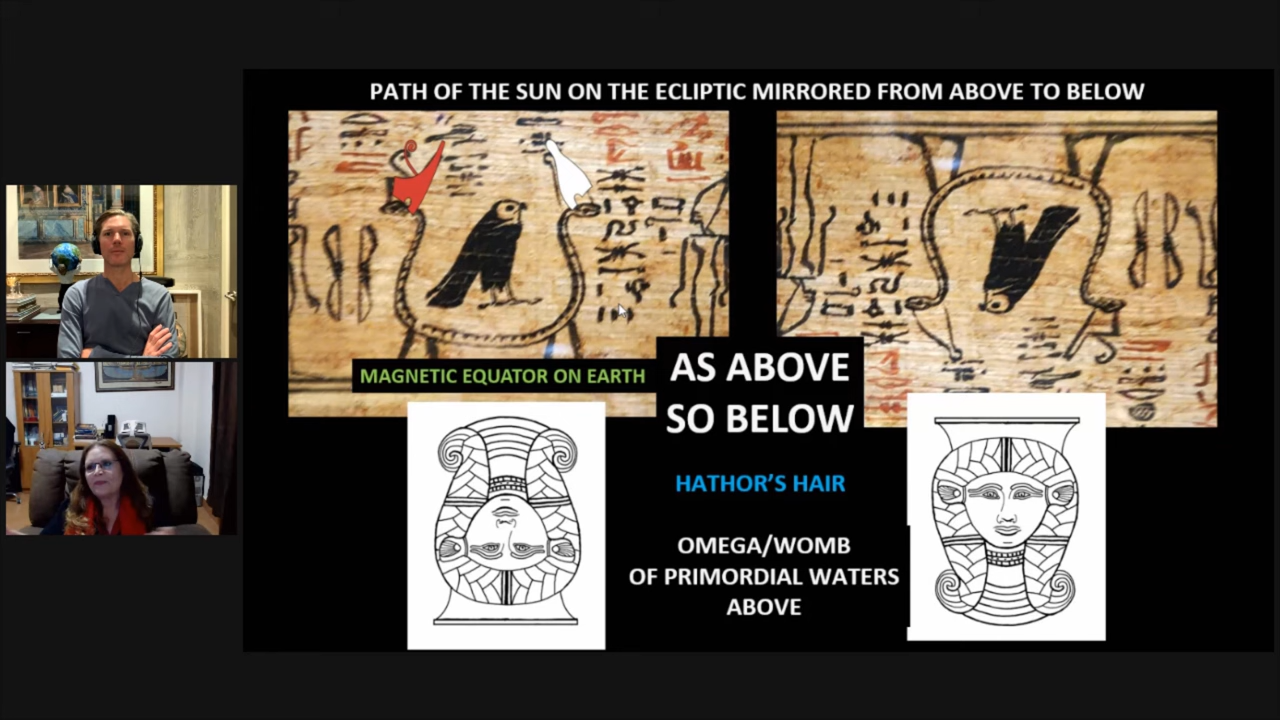 PATH OF THE SUN ON THE ECLIPTIC MIRRORED FROM ABOVE TO BELOW
MAGNETIC EQUATOR ON EARTH
AS ABOVE
SO BELOW
HATHOR'S HAIR
OMEGA/WOMB
OF PRIMORDIAL WATERS
ABOVE